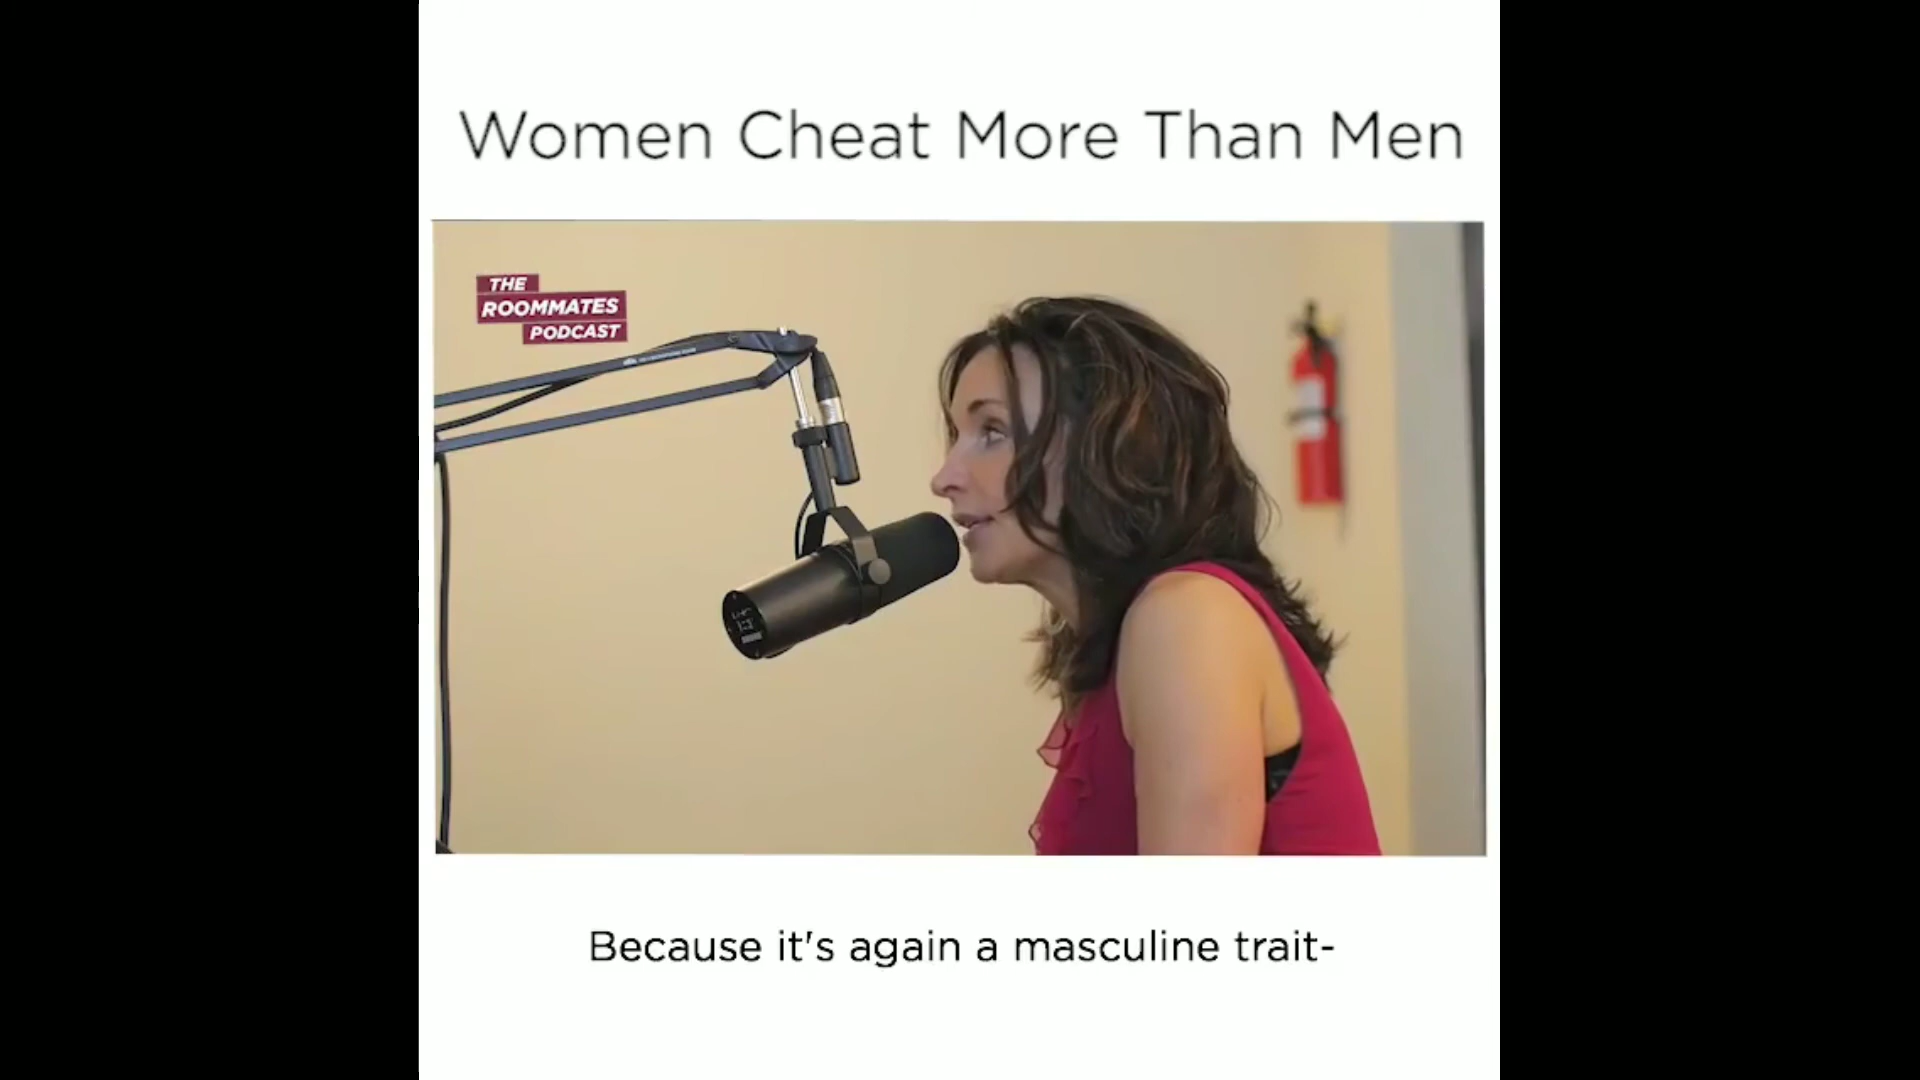 Women Cheat More Than Men
THE
ROOMMATES
PODCAST
Because it's again a masculine trait-